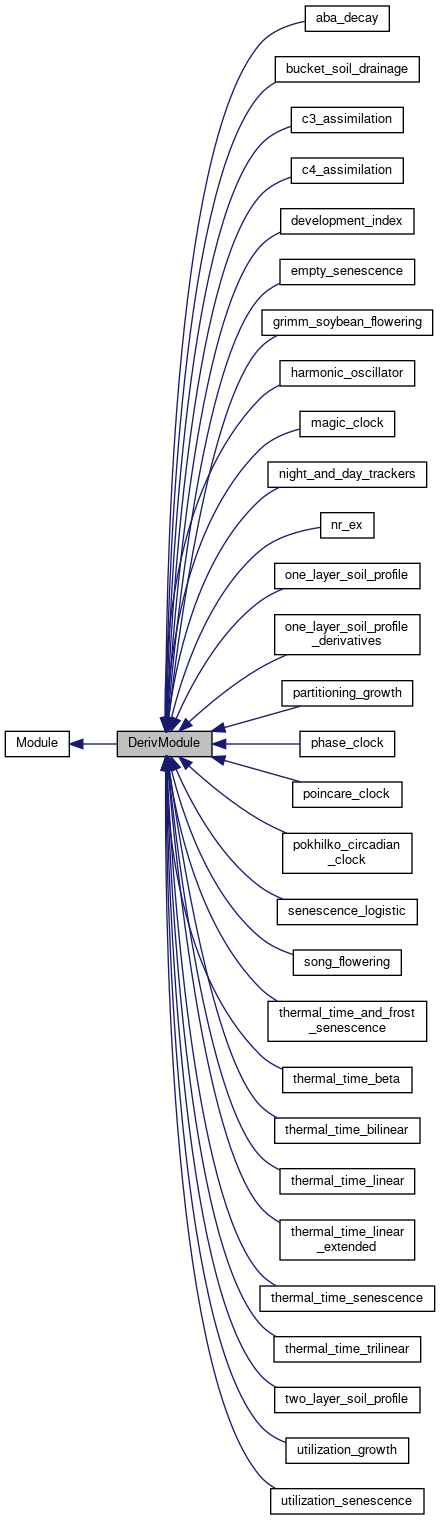 aba_decay
bucket_soil_drainage
c3_assimilation
c4_assimilation
development_index
empty_senescence
grimm_soybean_flowering
harmonic_oscillator
magic_clock
night_and_day_trackers
nr_ex
one_layer_soil_profile
one_layer_soil_profile
_derivatives
partitioning_growth
Module
DerivModule
phase_clock
poincare_clock
pokhilko_circadian
_clock
senescence_logistic
song_flowering
thermal_time_and_frost
_senescence
thermal_time_beta
thermal_time_bilinear
thermal_time_linear
thermal_time_linear
_extended
thermal_time_senescence
thermal_time_trilinear
two_layer_soil_profile
utilization_growth
utilization_senescence